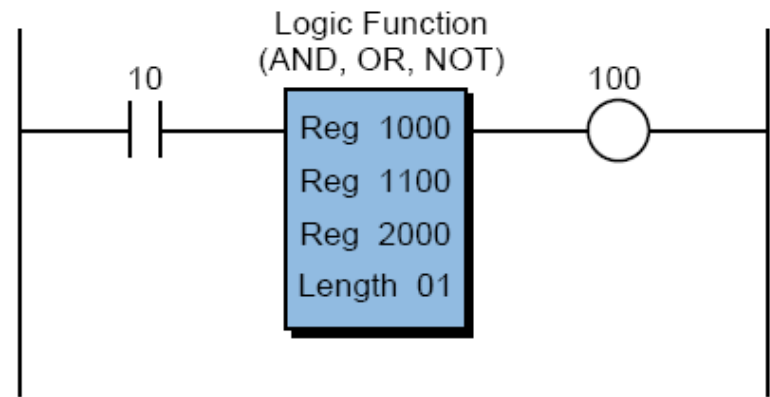 Logic Function
(AND, OR, NOT)
10
100
Reg 1000
Reg 1100
Reg 2000
Length 01